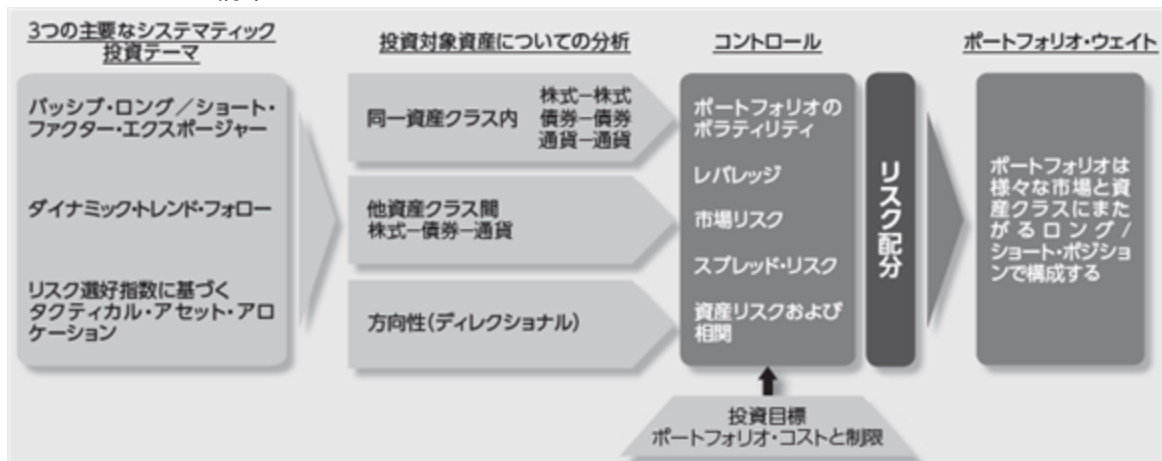 3つの主要なシステマティック
投資テーマ
パッシブ・ロング／ショート・
ファクター・エクスポージャー
ダイナミック・トレンド・フォロー
リスク選好指数に基づく
タクティカル・アセット・アロ
ケーション
投資対象資産についての分析
同一資産クラス内
株式−株式
債券−債券
通貨−通貨
他資産クラス間
株式−債券−通貨
方向性(ディレクショナル)
コントロール
ポートフォリオの
ボラティリティ
レバレッジ
市場リスク
スプレッド・リスク
資産リスクおよび
相関
リスク配分
ポートフォリオ・ウェイト
ポートフォリオは
様々な市場と資
産クラスにまた
がるロング/
ショート・ポジショ
ンで構成する
投資目標
ポートフォリオ・コストと制限